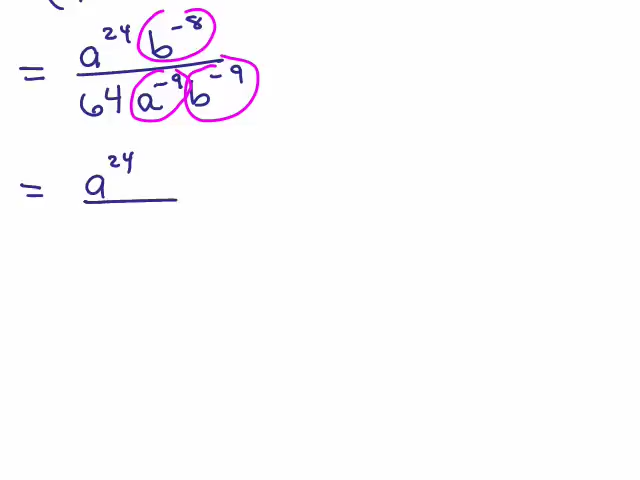 = a^24 b^-8 / 64 a^-9 b^-9
= a^24